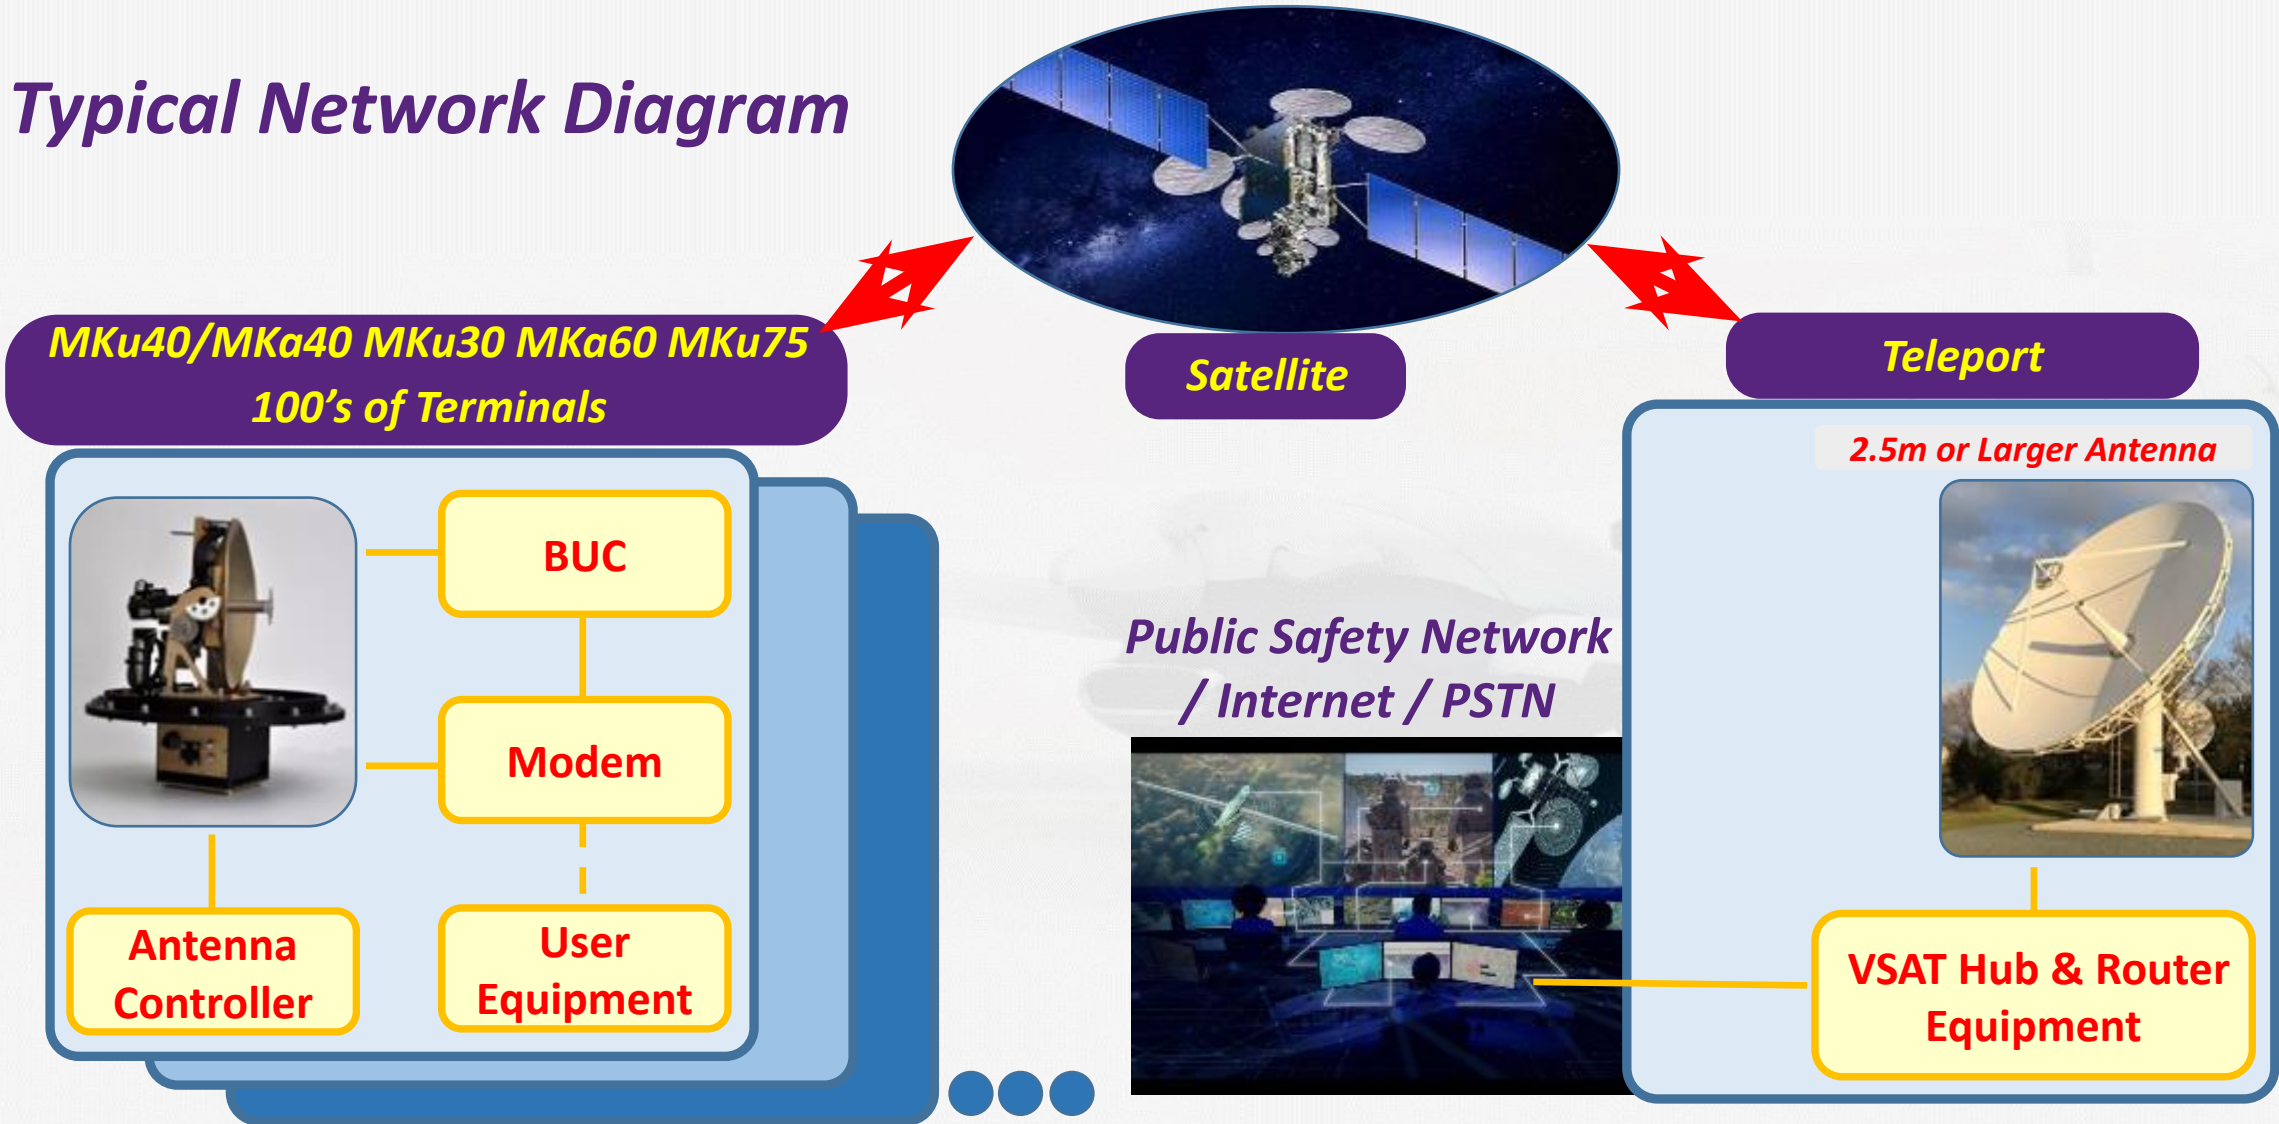 Typical Network Diagram
MKu40/MKa40 MKu30 MKa60 MKu75
100’s of Terminals
Satellite
Teleport
2.5m or Larger Antenna
BUC
Modem
Antenna
Controller
User
Equipment
Public Safety Network
/ Internet / PSTN
VSAT Hub & Router
Equipment